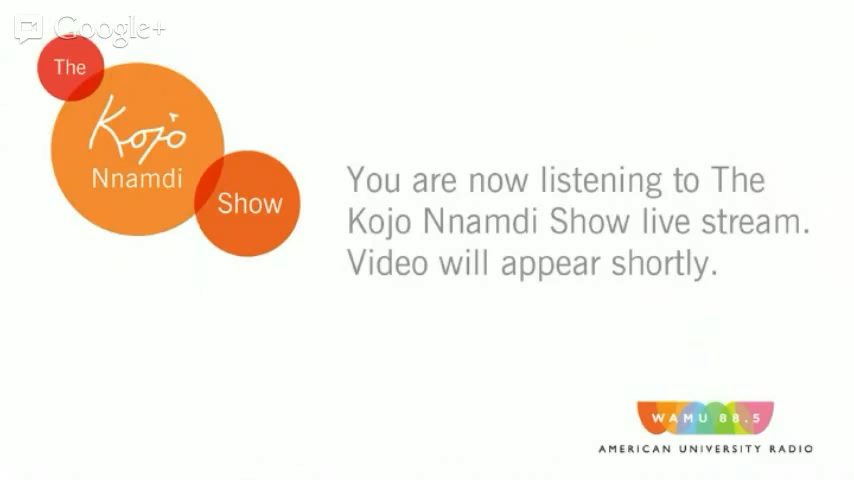 Google+
The
Kojo
Nnamdi
Show
You are now listening to The
Kojo Nnamdi Show live stream.
Video will appear shortly.
WAMU 88.5
AMERICAN UNIVERSITY RADIO